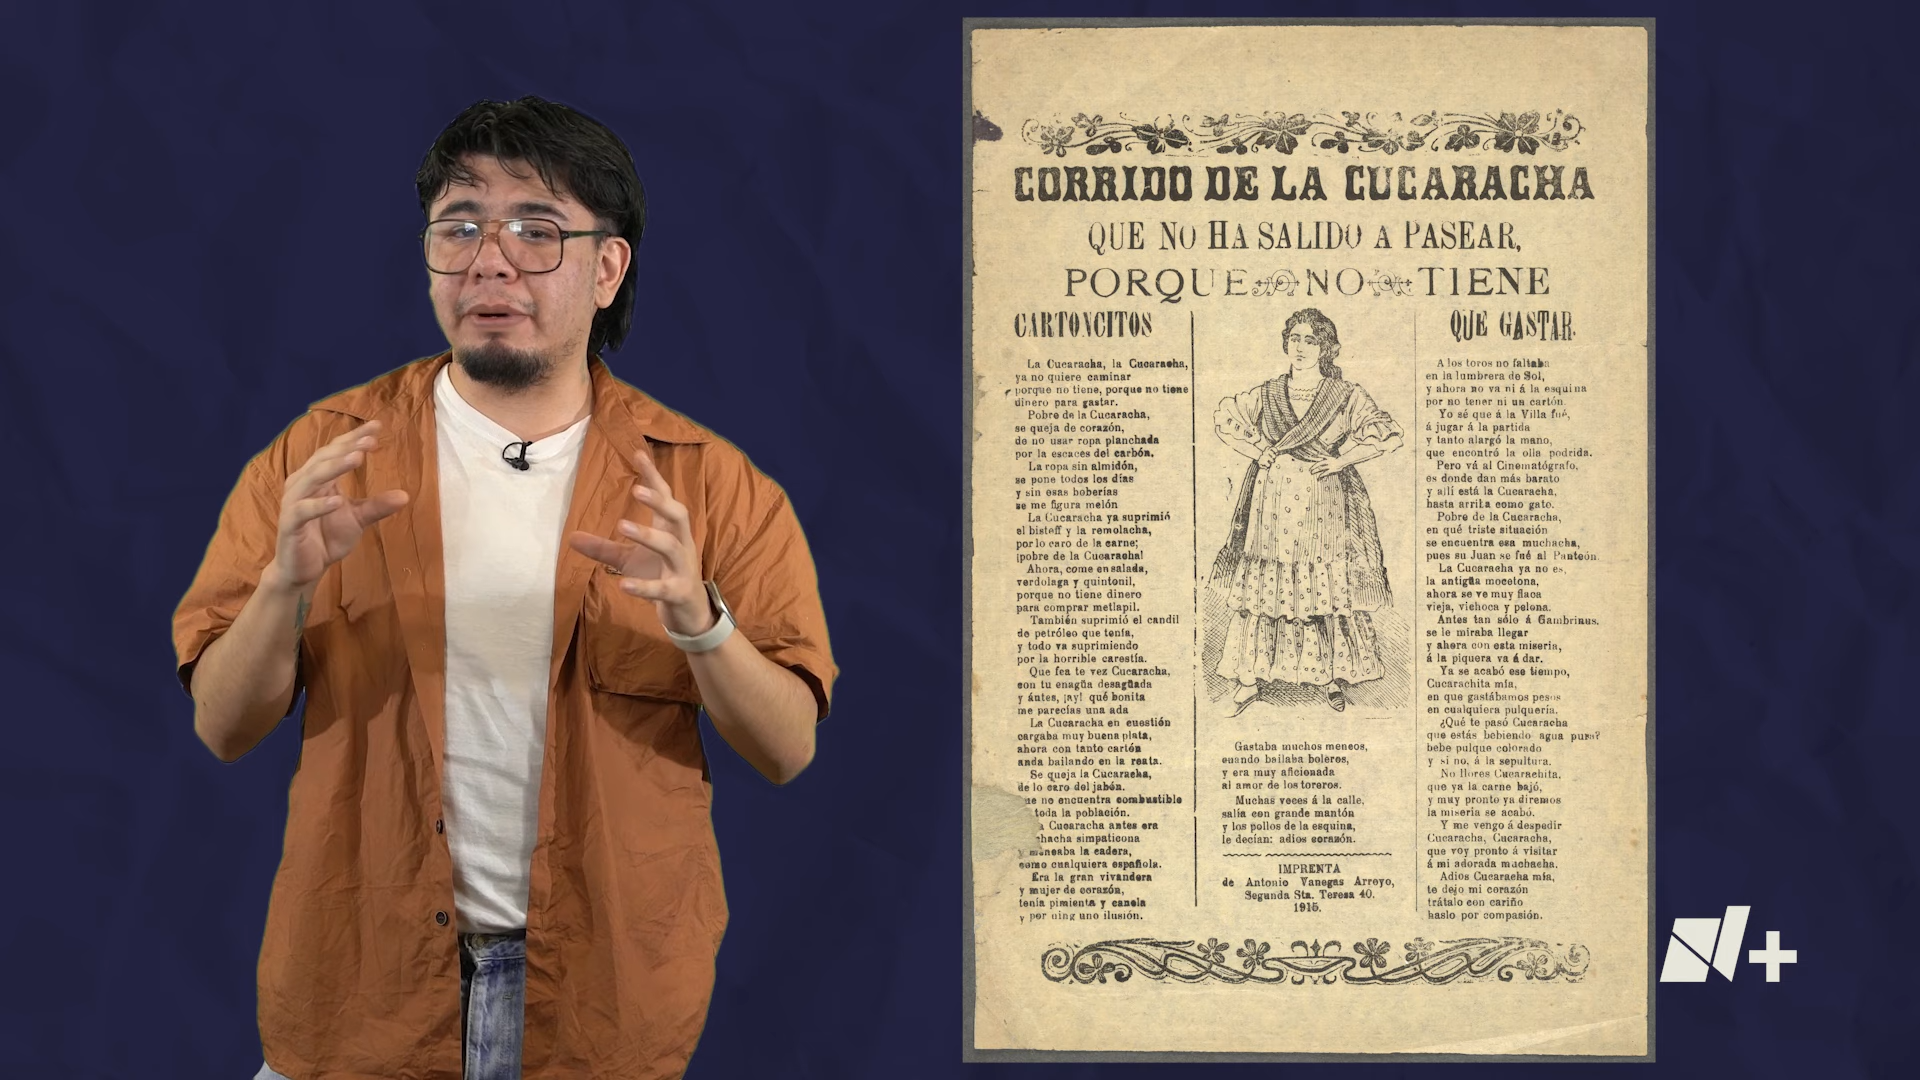 CORRIDO DE LA CUCARACHA
QUE NO HA SALIDO A PASEAR,
PORQUE NO TIENE
CARTONCITOS
QUE GASTAR.
La Cucaracha, la Cucaracha,
ya no quiere caminar
porque no tiene, porque no tiene
dinero para gastar.
Pobre de la Cucaracha,
se queja de corazón,
de no usar ropa planchada
por la escaces del carbón.
La ropa sin almidón,
se pone todos los días
y sin esas boberías
se me figura melón
La Cucaracha ya suprimió
el bisteff y la remolacha,
por lo caro de la carne;
¡pobre de la Cucaracha!
Ahora, come ensalada,
verdolaga y quintonil,
porque no tiene dinero
para comprar metlapil.
También suprimió el candil
de petróleo que tenía,
y todo va suprimiendo
por la horrible carestía.
Que fea te vez Cucaracha,
con tu enagüa desagüada
y ántes, ¡ay! qué bonita
me parecías una ada
La Cucaracha en cuestión
cargaba muy buena plata,
ahora con tanto cartón
anda bailando en la reata.
Se queja la Cucaracha,
de lo caro del jabón.
ue no encuentra combustible
toda la población.
a Cucaracha antes era
chacha simpaticona
y meneaba la cadera,
como cualquiera española.
Era la gran vivandera
y mujer de corazón,
tenía pimienta y canela
y por ning uno ilusión.
Gastaba muchos meneos,
cuando bailaba boleros,
y era muy aficionada
al amor de los toreros.
Muchas veces á la calle,
salía con grande mantón
y los pollos de la esquina,
le decían: adios corazón.
IMPRENTA
de Antonio Vanegas Arroyo,
Segunda Sta. Teresa 40.
1915.
A los toros no faltaba
en la lumbrera de Sol,
y ahora no va ni á la esquina
por no tener ni un cartón.
Yo sé que á la Villa fué,
á jugar á la partida
y tanto alargó la mano,
que encontró la olla podrida.
Pero vá al Cinematógrafo,
es donde dan más barato
y allí está la Cucaracha,
hasta arriba como gato.
Pobre de la Cucaracha,
en qué triste situación
se encuentra esa muchacha,
pues su Juan se fué al Panteón.
La Cucaracha ya no es,
la antigüa mocetona,
ahora se ve muy flaca
vieja, viehoca y pelona.
Antes tan sólo á Gambrinus.
se le miraba llegar
y ahora con esta miseria,
á la piquera va á dar.
Ya se acabó ese tiempo,
Cucarachita mía,
en que gastábamos pesos
en cualquiera pulquería.
¿Qué te pasó Cucaracha
que estás bebiendo agua pura?
bebe pulque colorado
y si no, á la sepultura.
No llores Cucarachita,
que ya la carne bajó,
y muy pronto ya diremos
la miseria se acabó.
Y me vengo á despedir
Cucaracha, Cucaracha,
que voy pronto á visitar
á mi adorada muchacha.
Adios Cucaracha mía,
te dejo mi corazón
trátalo con cariño
haslo por compasión.
N+